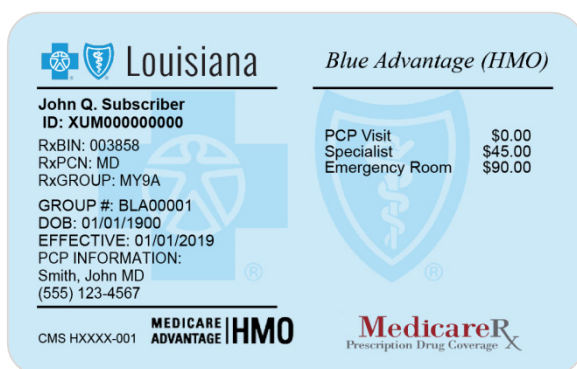 Louisiana
John Q. Subscriber
ID: XUM000000000
RxBIN: 003858
RxPCN: MD
RxGROUP: MY9A
GROUP #: BLA00001
DOB: 01/01/1900
EFFECTIVE: 01/01/2019
PCP INFORMATION:
Smith, John MD
(555) 123-4567
CMS HXXXX-001
MEDICARE ADVANTAGE | HMO
Blue Advantage (HMO)
PCP Visit $0.00
Specialist $45.00
Emergency Room $90.00
MedicareRx
Prescription Drug Coverage